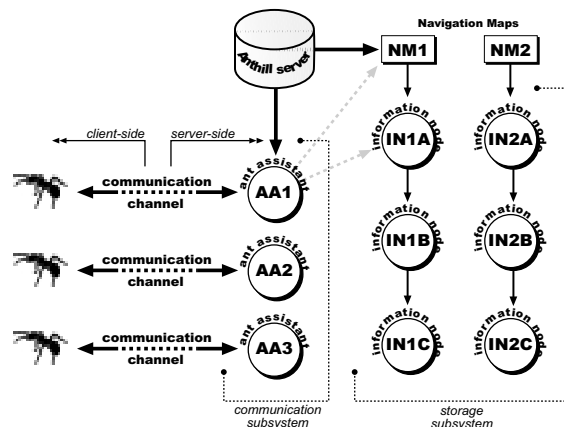 Navigation Maps
Anthill server
NM1
NM2
client-side
server-side
information node
IN1A
information node
IN2A
ant assistant
AA1
communication
channel
information node
IN1B
information node
IN2B
ant assistant
AA2
communication
channel
information node
IN1C
information node
IN2C
ant assistant
AA3
communication
channel
communication
subsystem
storage
subsystem